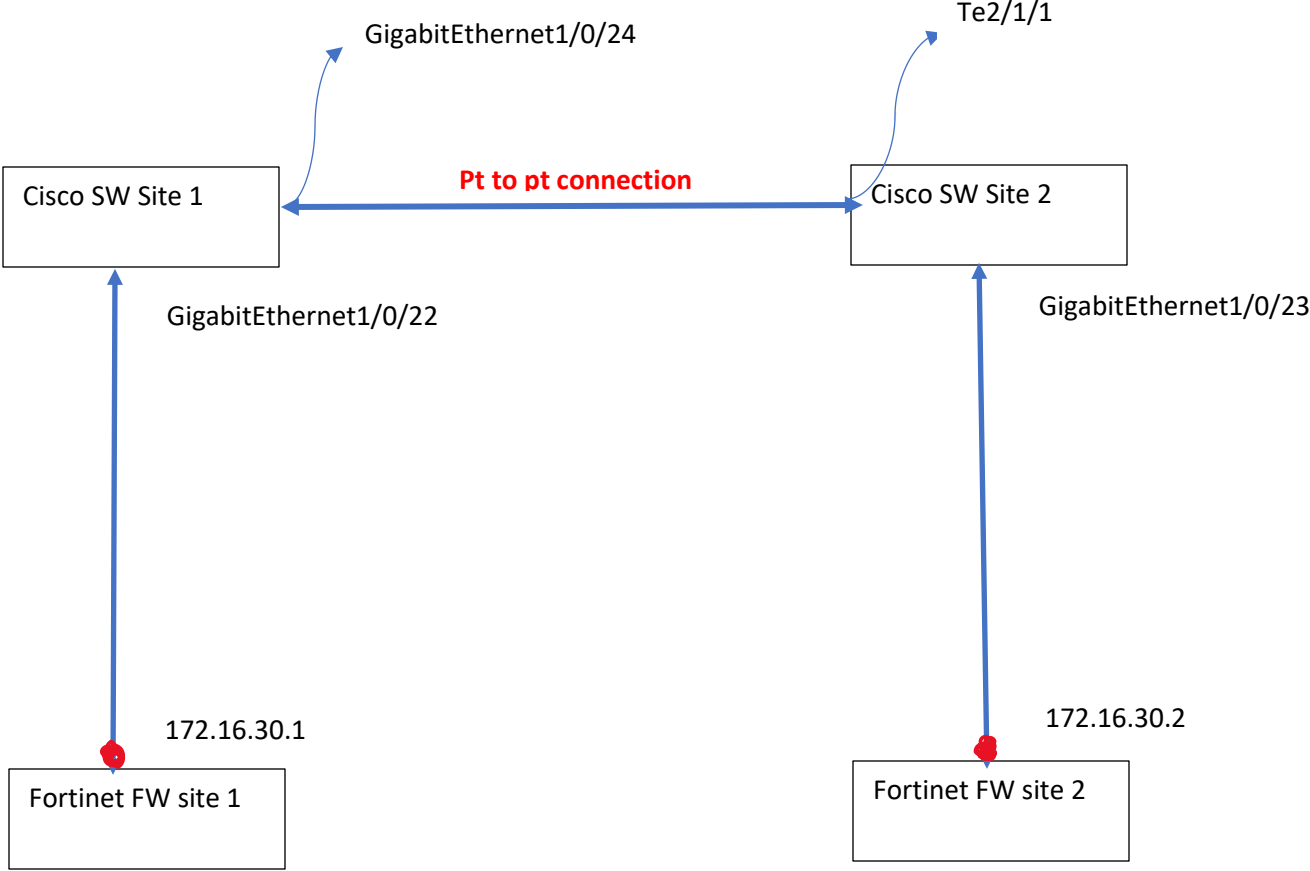 Te2/1/1
GigabitEthernet1/0/24
Pt to pt connection
Cisco SW Site 1
Cisco SW Site 2
GigabitEthernet1/0/22
GigabitEthernet1/0/23
172.16.30.1
172.16.30.2
Fortinet FW site 1
Fortinet FW site 2